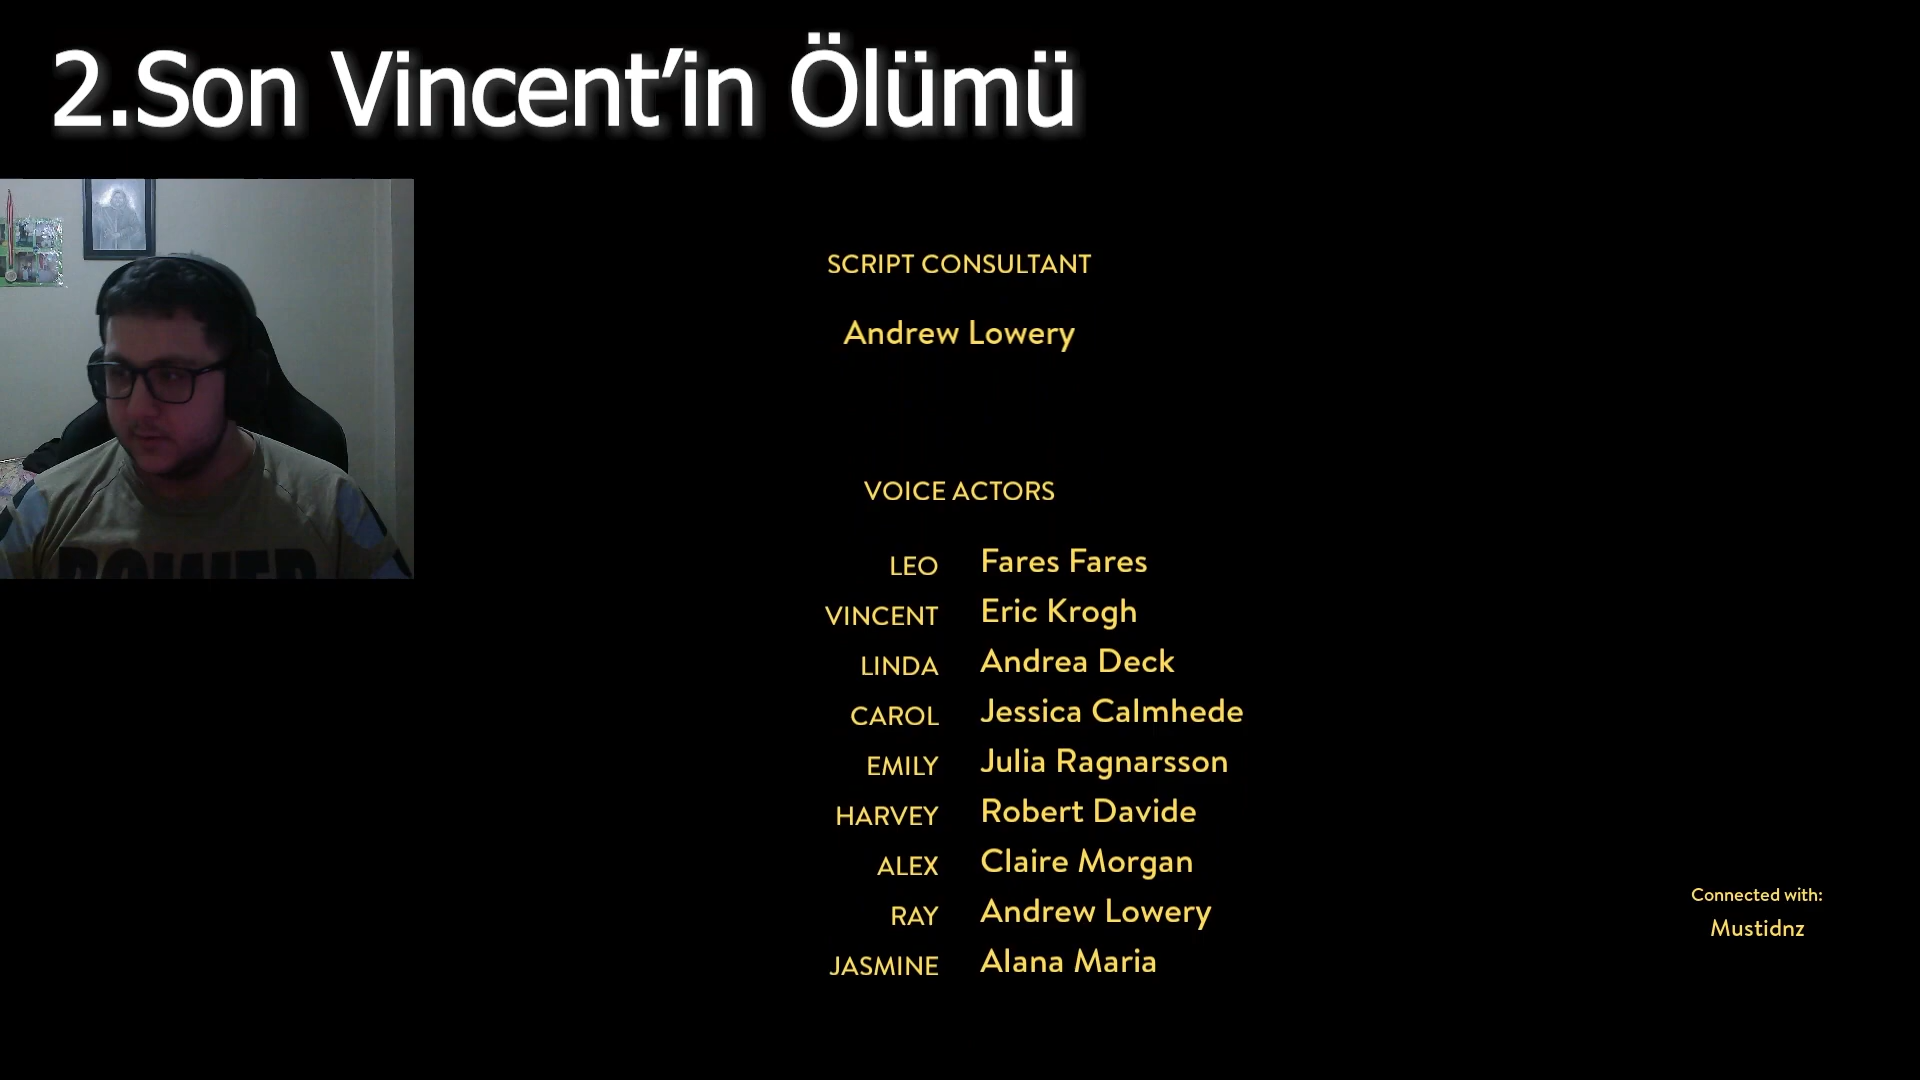 2.Son Vincent’in Ölümü
SCRIPT CONSULTANT
Andrew Lowery
VOICE ACTORS
LEO Fares Fares
VINCENT Eric Krogh
LINDA Andrea Deck
CAROL Jessica Calmhede
EMILY Julia Ragnarsson
HARVEY Robert Davide
ALEX Claire Morgan
RAY Andrew Lowery
JASMINE Alana Maria
Connected with:
Mustidnz
POWER